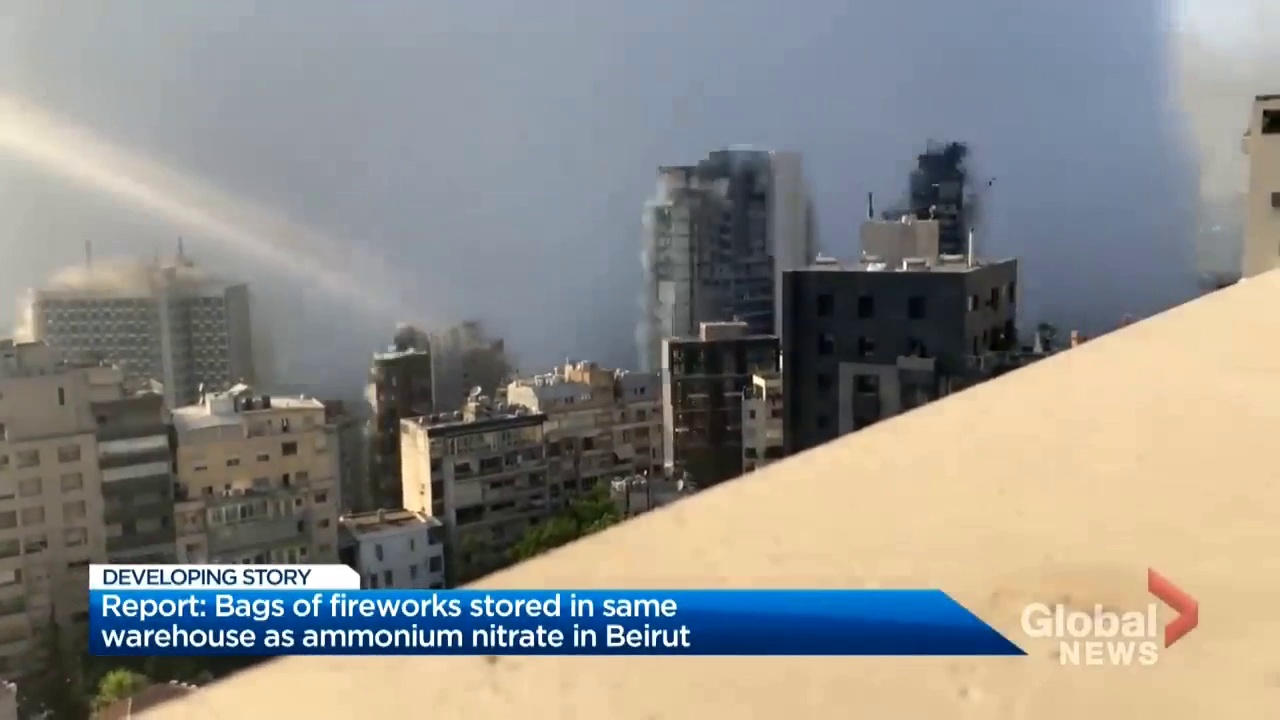 DEVELOPING STORY
Report: Bags of fireworks stored in same
warehouse as ammonium nitrate in Beirut
Global
NEWS